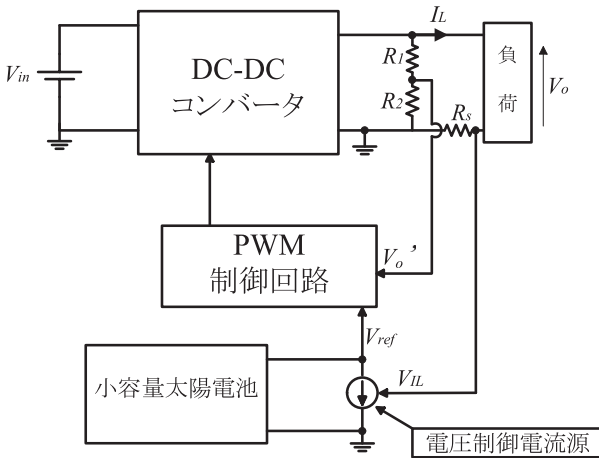 I_L
V_in
DC-DC
コンバータ
R_1
R_2
R_s
負
荷
V_o
PWM
制御回路
V_o’
V_ref
小容量太陽電池
V_IL
電圧制御電流源